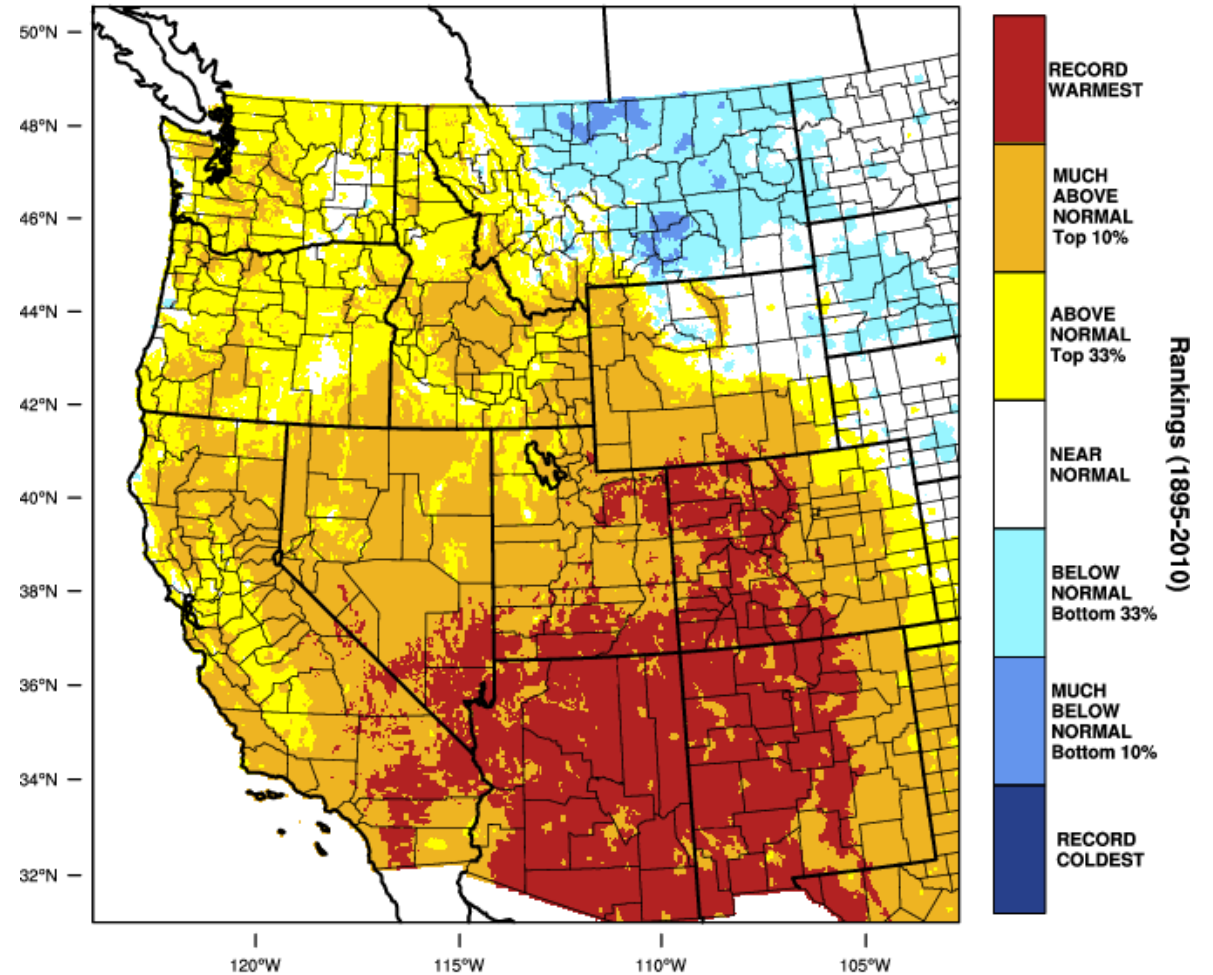 50°N
48°N
46°N
44°N
42°N
40°N
38°N
36°N
34°N
32°N
120°W
115°W
110°W
105°W
RECORD
WARMEST
MUCH
ABOVE
NORMAL
Top 10%
ABOVE
NORMAL
Top 33%
NEAR
NORMAL
BELOW
NORMAL
Bottom 33%
MUCH
BELOW
NORMAL
Bottom 10%
RECORD
COLDEST
Rankings (1895-2010)